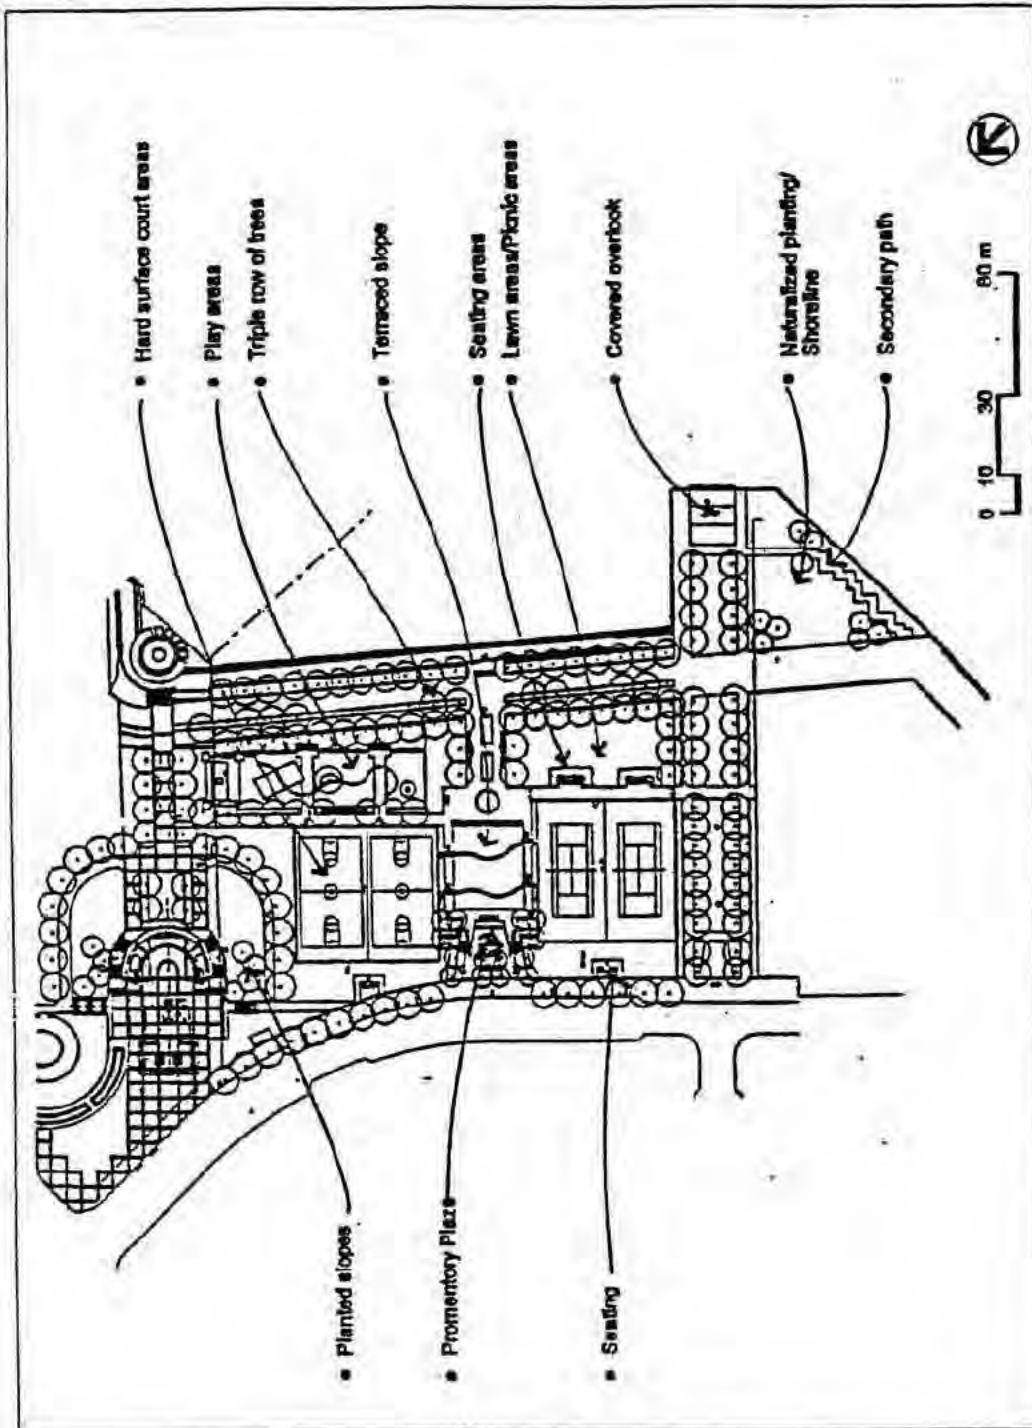 • Hard surface court areas
• Play areas
• Triple row of trees
• Terraced slope
• Seating areas
• Lawn areas/Picnic areas
• Covered overlook
• Naturalized planting/
Shoreline
• Secondary path
• Planted slopes
• Promentory Plaza
• Seating
0 10 30 60 m